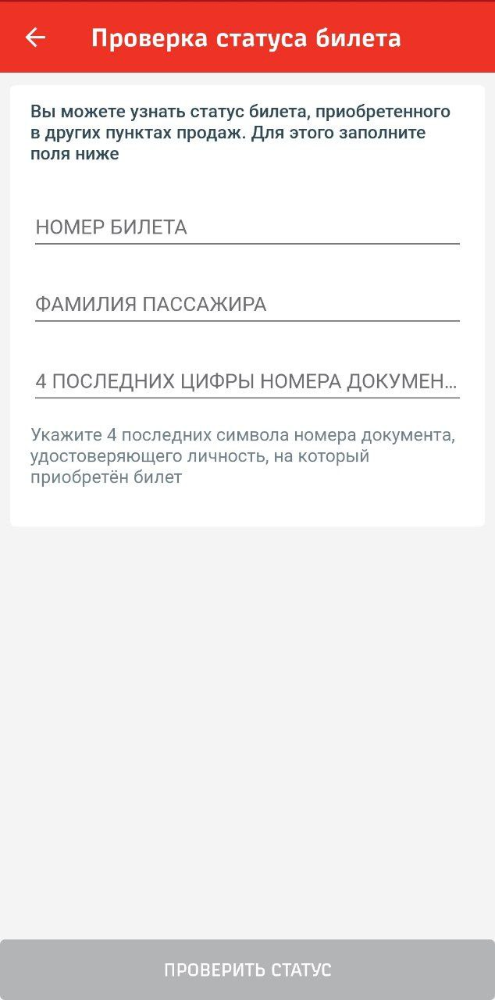 Проверка статуса билета
Вы можете узнать статус билета, приобретенного
в других пунктах продаж. Для этого заполните
поля ниже
НОМЕР БИЛЕТА
ФАМИЛИЯ ПАССАЖИРА
4 ПОСЛЕДНИХ ЦИФРЫ НОМЕРА ДОКУМЕН...
Укажите 4 последних символа номера документа,
удостоверяющего личность, на который
приобретён билет
ПРОВЕРИТЬ СТАТУС